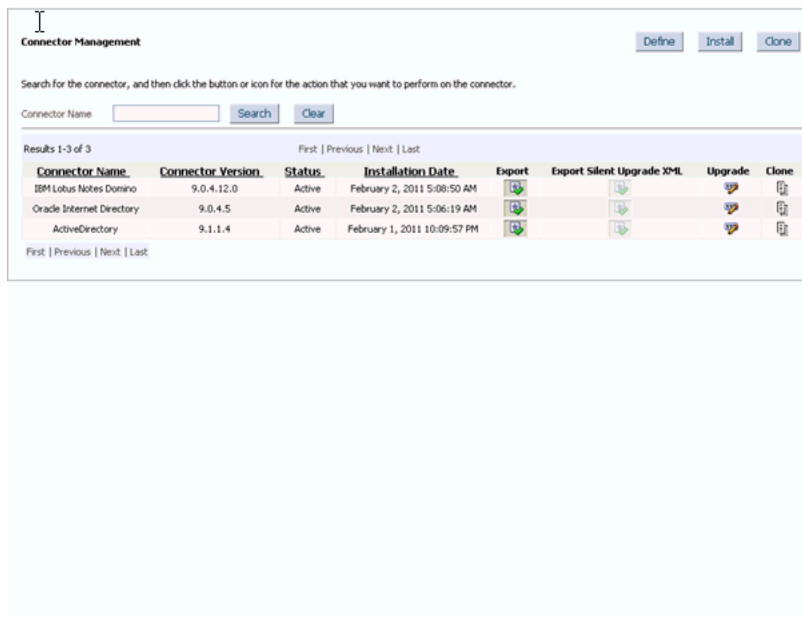 Connector Management Define Install Clone
Search for the connector, and then click the button or icon for the action that you want to perform on the connector.
Connector Name Search Clear
Results 1-3 of 3 First | Previous | Next | Last
Connector Name Connector Version Status Installation Date Export Export Silent Upgrade XML Upgrade Clone
IBM Lotus Notes Domino 9.0.4.12.0 Active February 2, 2011 5:08:50 AM
Oracle Internet Directory 9.0.4.5 Active February 2, 2011 5:06:19 AM
ActiveDirectory 9.1.1.4 Active February 1, 2011 10:09:57 PM
First | Previous | Next | Last